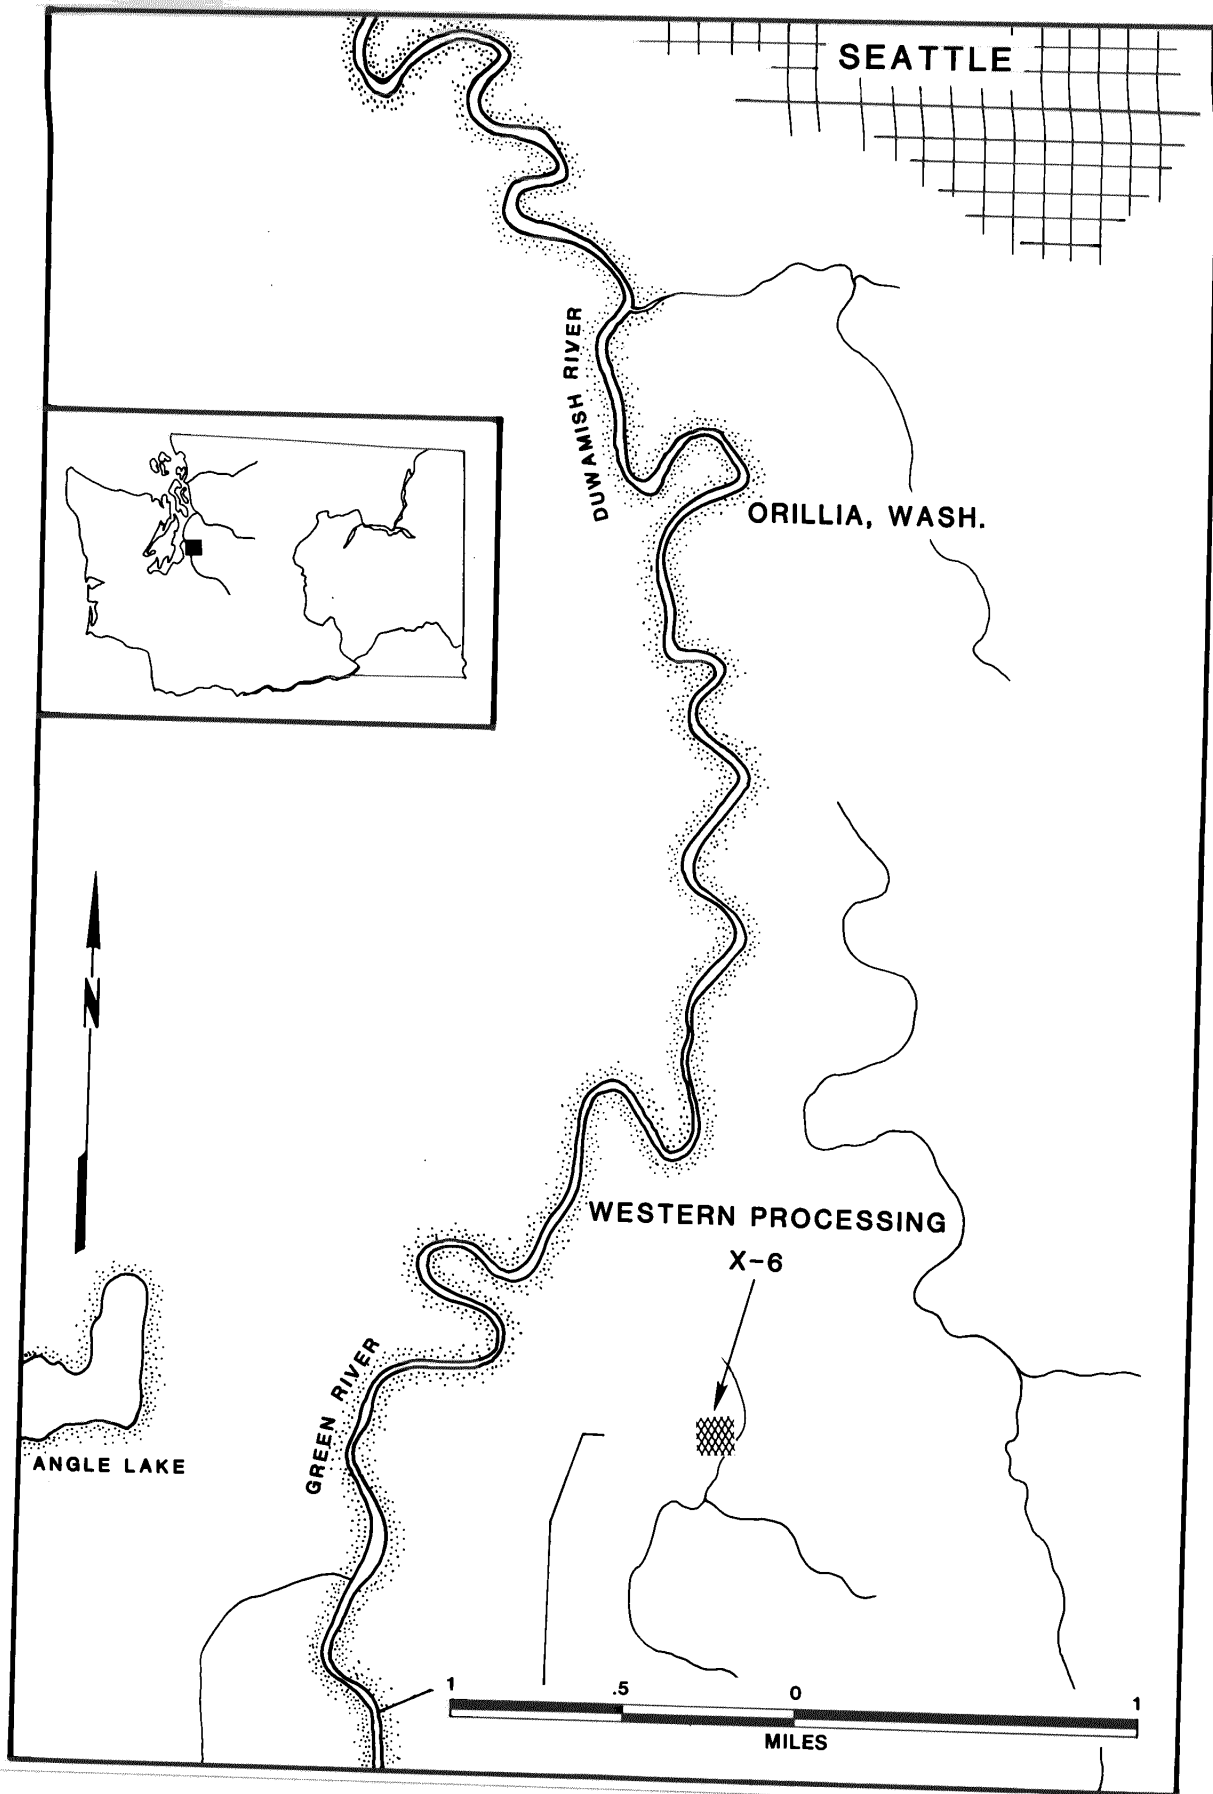 SEATTLE
DUWAMISH RIVER
ORILLIA, WASH.
N
WESTERN PROCESSING
X-6
GREEN RIVER
ANGLE LAKE
1 .5 0 1
MILES